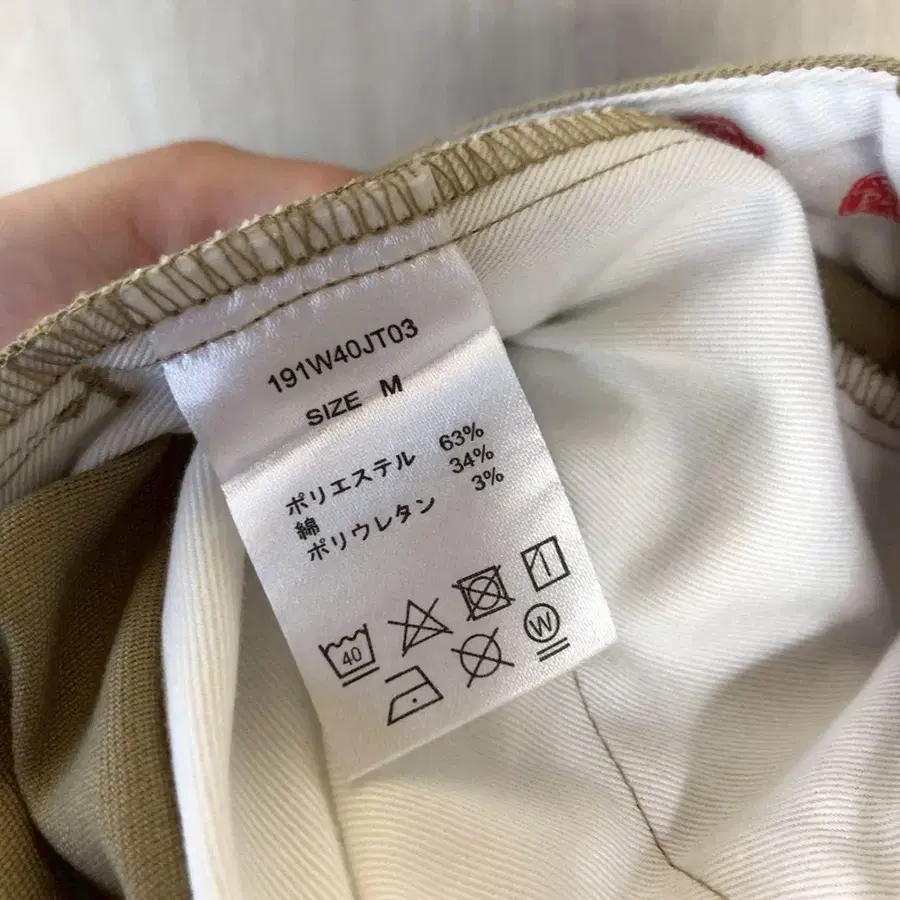 191W40JT03
SIZE M
ポリエステル 63%
綿 34%
ポリウレタン 3%
40
W